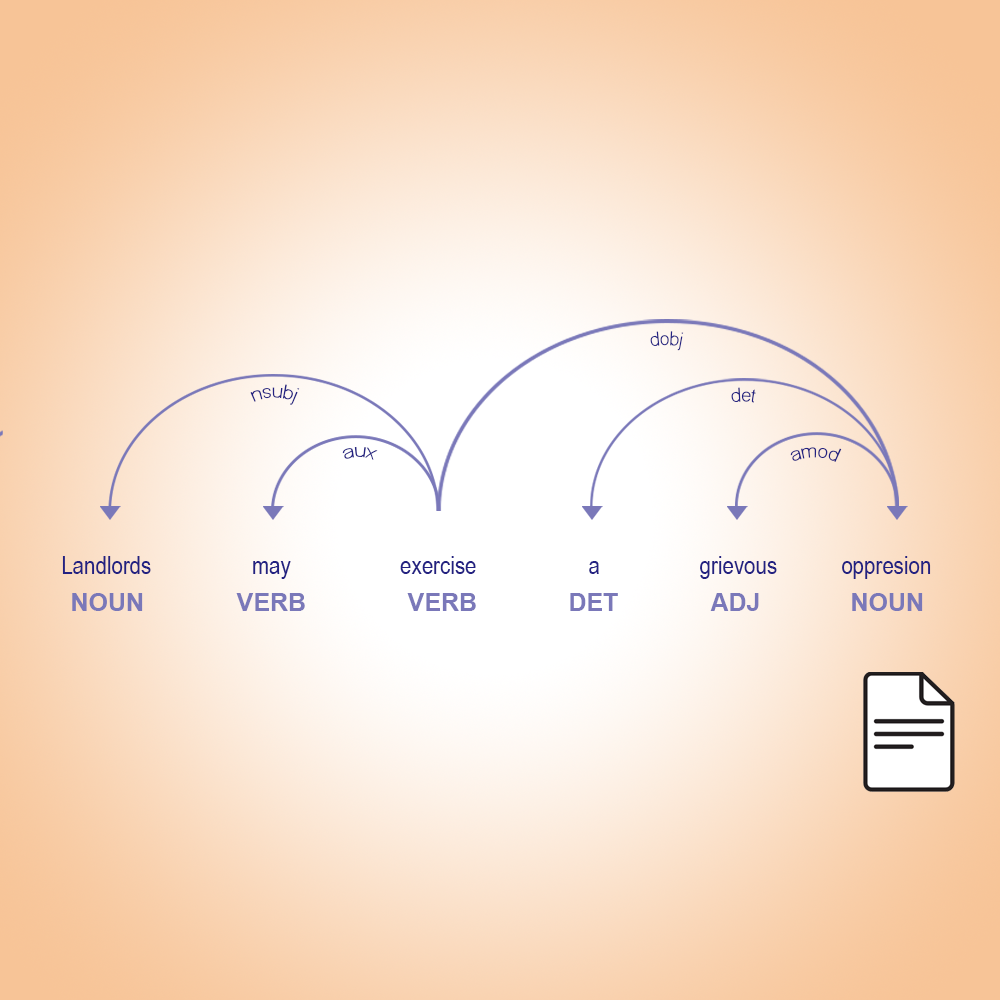 dobj
nsubj
det
aux
amod
Landlords may exercise a grievous oppresion
NOUN VERB VERB DET ADJ NOUN